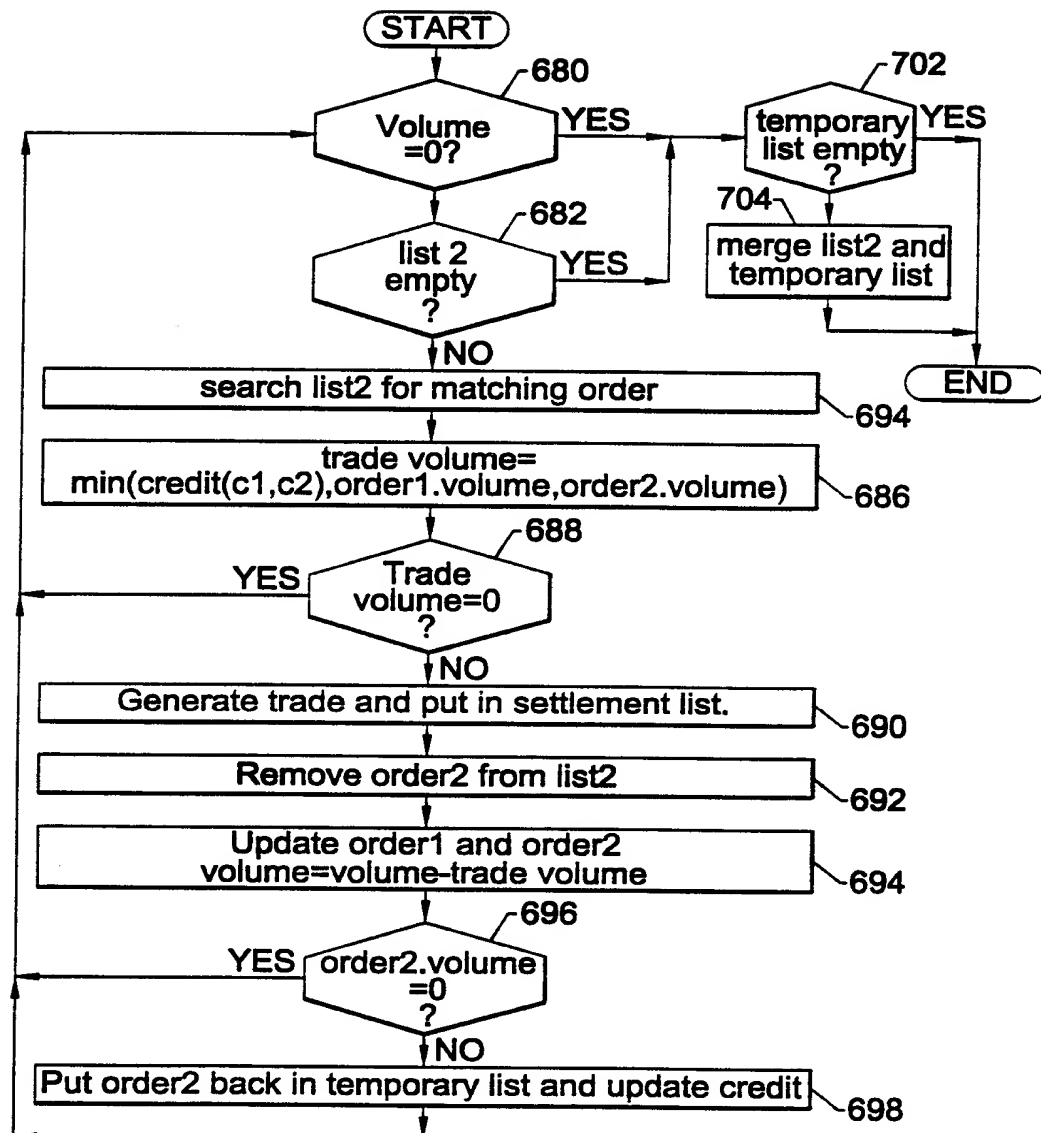 START
680
Volume
=0?
YES
702
temporary
list empty
?
YES
682
list 2
empty
?
YES
704
merge list2 and
temporary list
NO
END
search list2 for matching order
694
trade volume=
min(credit(c1,c2),order1.volume,order2.volume)
686
688
Trade
volume=0
?
YES
NO
Generate trade and put in settlement list.
690
Remove order2 from list2
692
Update order1 and order2
volume=volume-trade volume
694
696
order2.volume
=0
?
YES
NO
Put order2 back in temporary list and update credit
698